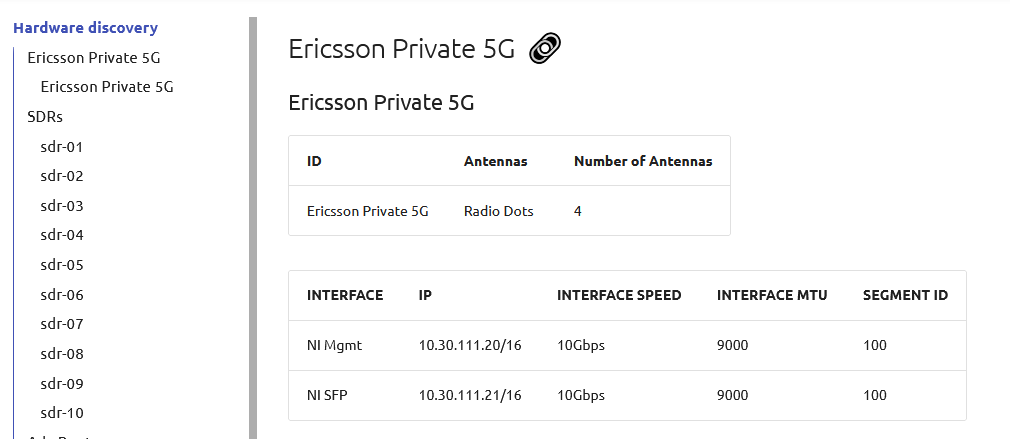 Hardware discovery
Ericsson Private 5G
Ericsson Private 5G
SDRs
sdr-01
sdr-02
sdr-03
sdr-04
sdr-05
sdr-06
sdr-07
sdr-08
sdr-09
sdr-10
Ericsson Private 5G
Ericsson Private 5G
ID Antennas Number of Antennas
Ericsson Private 5G Radio Dots 4
INTERFACE IP INTERFACE SPEED INTERFACE MTU SEGMENT ID
NI Mgmt 10.30.111.20/16 10Gbps 9000 100
NI SFP 10.30.111.21/16 10Gbps 9000 100